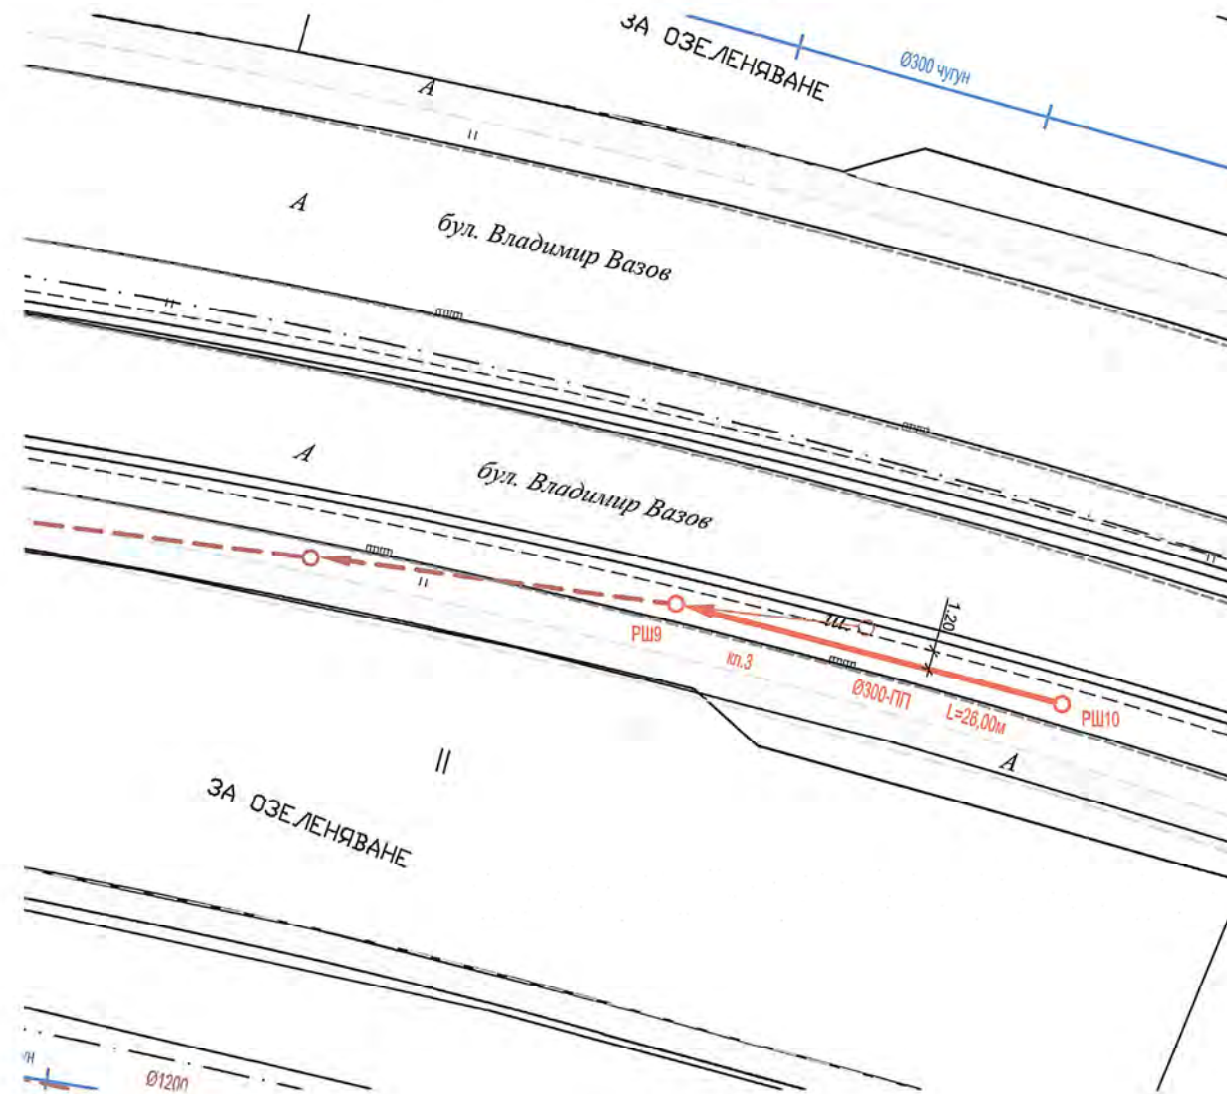 ЗА ОЗЕЛЕНЯВАНЕ
Ø300 чугун
А
А
бул. Владимир Вазов
А
бул. Владимир Вазов
1.20
РШ9
кл.3
Ø300-ПП
L=26,00м
РШ10
А
II
ЗА ОЗЕЛЕНЯВАНЕ
Ø1200